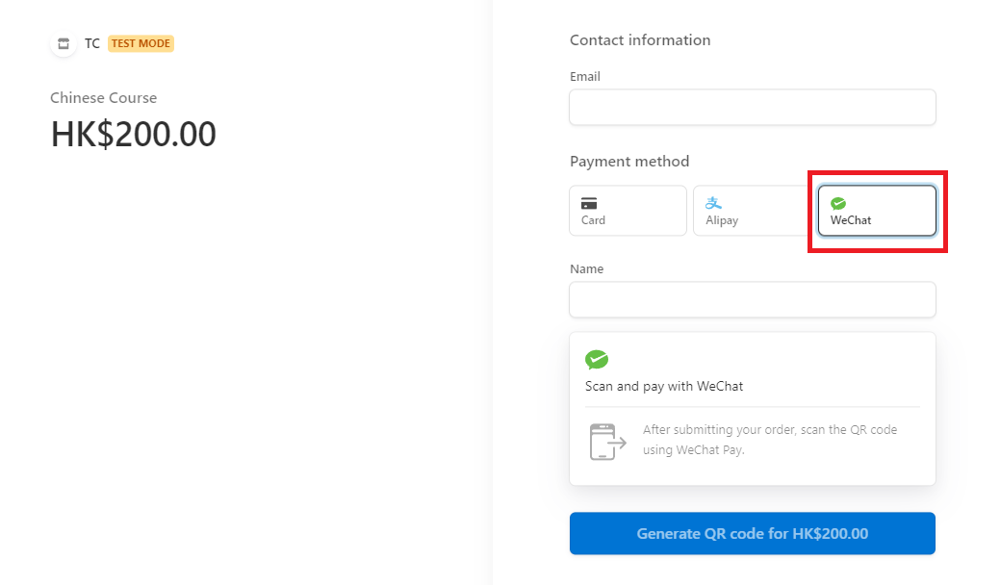 TC TEST MODE
Chinese Course
HK$200.00
Contact information
Email
Payment method
Card
Alipay
WeChat
Name
Scan and pay with WeChat
After submitting your order, scan the QR code
using WeChat Pay.
Generate QR code for HK$200.00